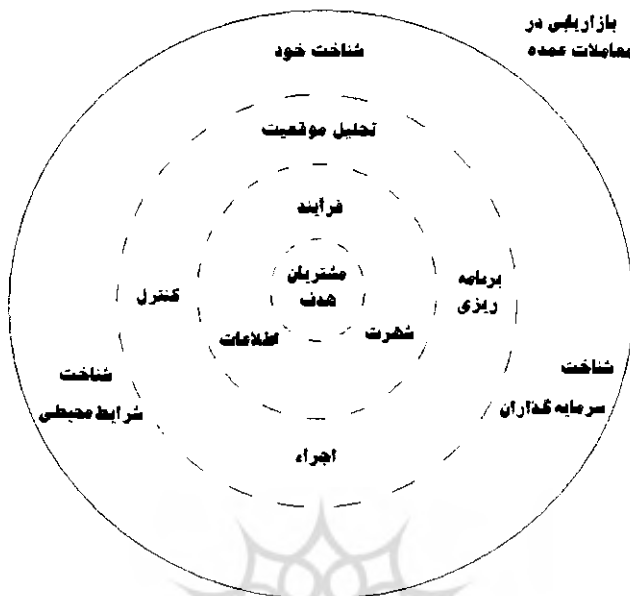 بازاریابی در
معاملات عمده
شناخت خود
تحلیل موقعیت
فرآیند
مشتریان
هدف
برنامه
ریزی
کنترل
شهرت
اطلاعات
شناخت
سرمایه گذاران
شناخت
شرایط محیطی
اجراء